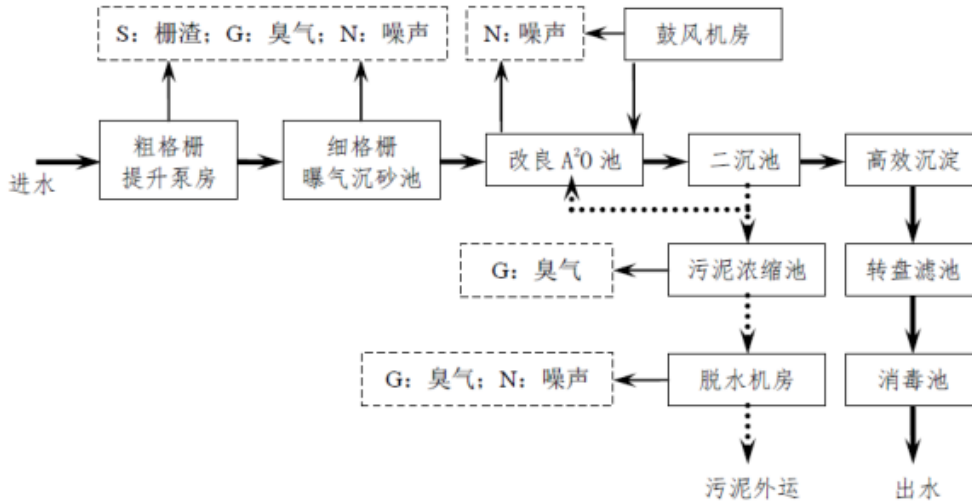 S：栅渣；G：臭气；N：噪声
N：噪声
鼓风机房
进水
粗格栅
提升泵房
细格栅
曝气沉砂池
改良 A²O 池
二沉池
高效沉淀
G：臭气
污泥浓缩池
转盘滤池
G：臭气；N：噪声
脱水机房
消毒池
污泥外运
出水